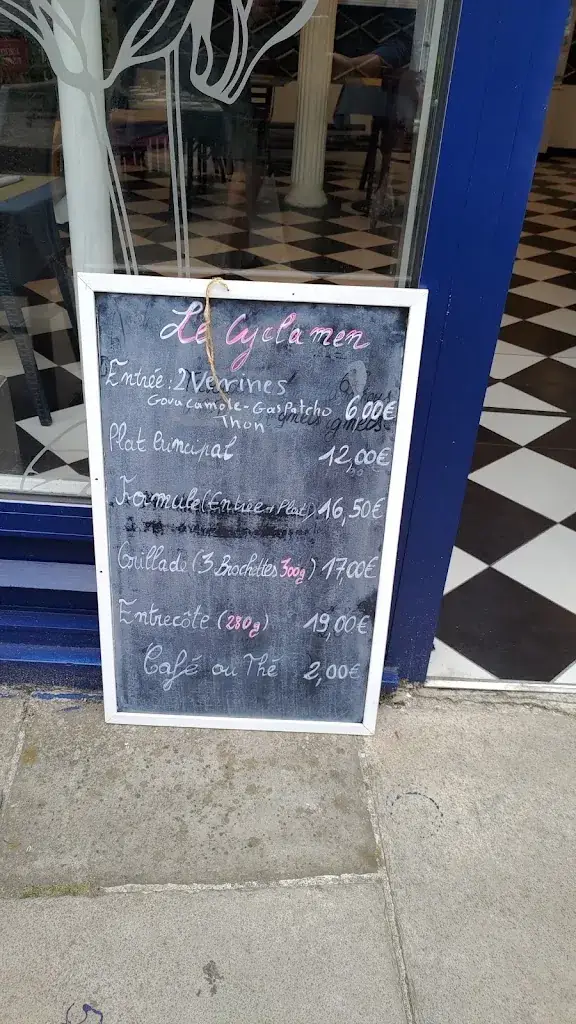 Le Cyclamen
Entrée : 2 Verrines
Gouacamole - Gaspatcho 6,00€
Thon
Plat Principal 12,00€
Formule (Entrée + Plat) 16,50€
Grillade (3 Brochettes 300g) 17,00€
Entrecôte (280g) 19,00€
Café ou Thé 2,00€